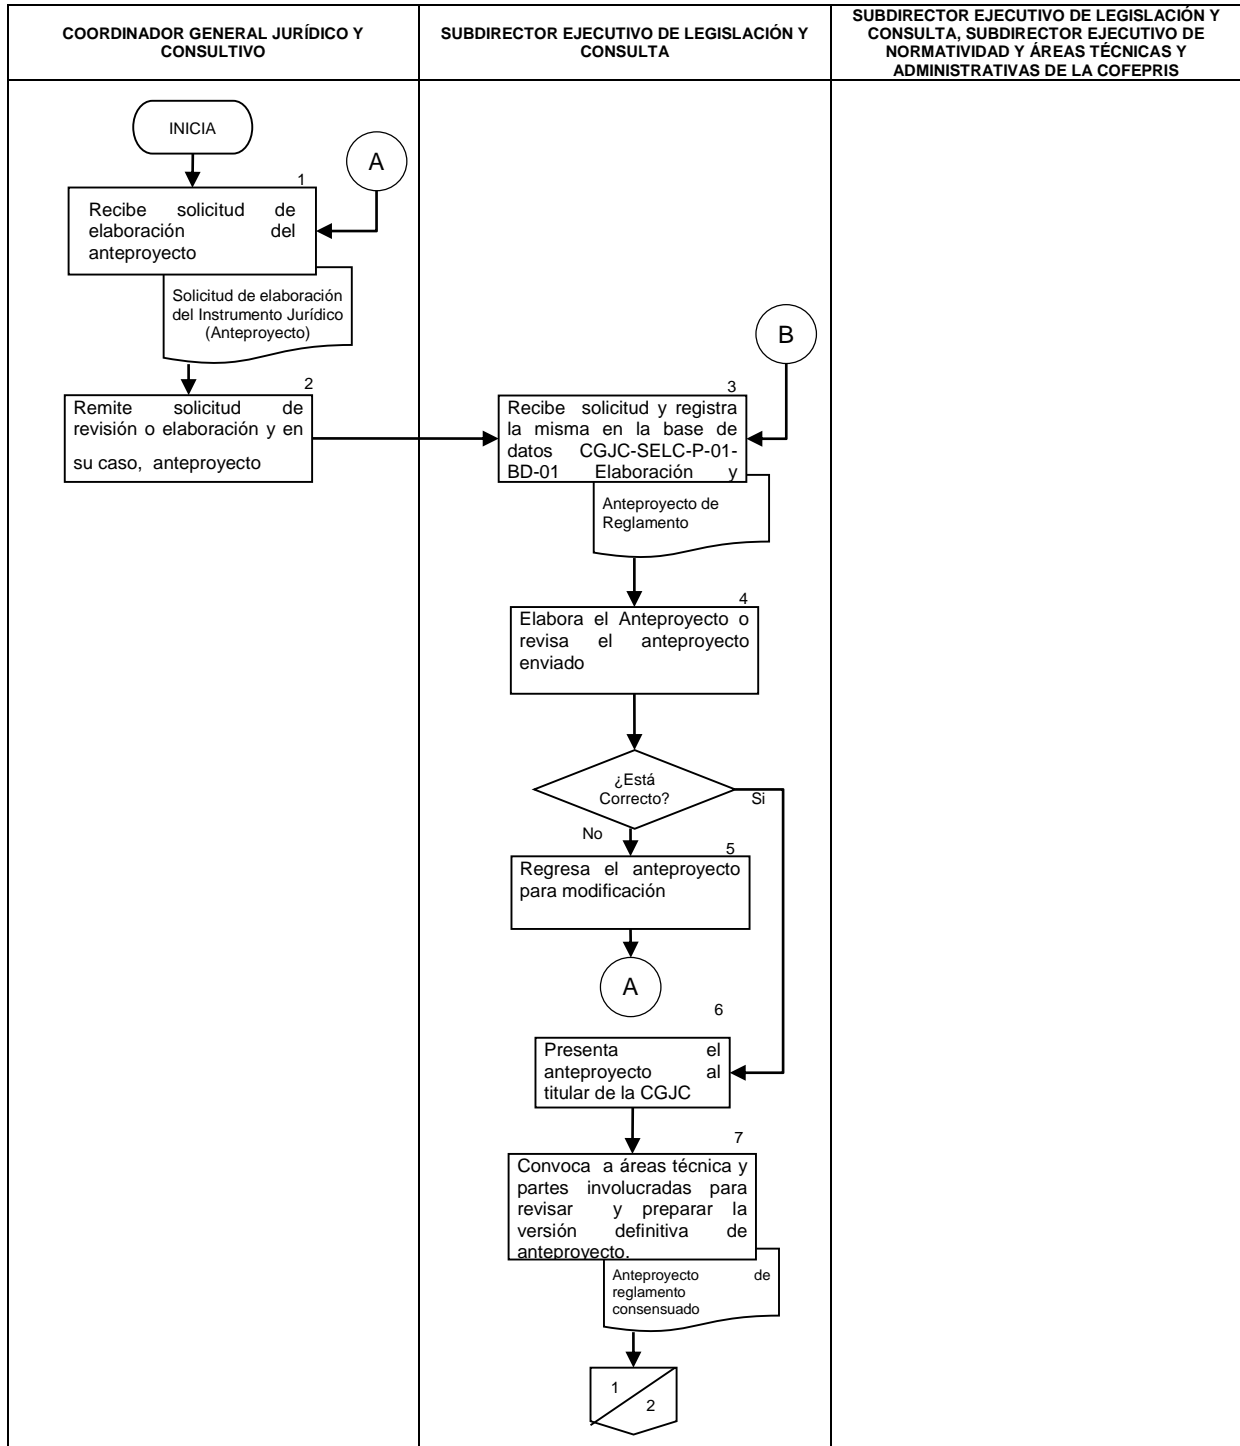 COORDINADOR GENERAL JURÍDICO Y
CONSULTIVO
SUBDIRECTOR EJECUTIVO DE LEGISLACIÓN Y
CONSULTA
SUBDIRECTOR EJECUTIVO DE LEGISLACIÓN Y
CONSULTA, SUBDIRECTOR EJECUTIVO DE
NORMATIVIDAD Y ÁREAS TÉCNICAS Y
ADMINISTRATIVAS DE LA COFEPRIS
INICIA
A
1
Recibe solicitud de
elaboración del
anteproyecto
Solicitud de elaboración
del Instrumento Jurídico
(Anteproyecto)
2
Remite solicitud de
revisión o elaboración y en
su caso, anteproyecto
B
3
Recibe solicitud y registra
la misma en la base de
datos CGJC-SELC-P-01-
BD-01 Elaboración y
Anteproyecto de
Reglamento
4
Elabora el Anteproyecto o
revisa el anteproyecto
enviado
¿Está
Correcto?
Si
No
5
Regresa el anteproyecto
para modificación
A
6
Presenta el
anteproyecto al
titular de la CGJC
7
Convoca a áreas técnica y
partes involucradas para
revisar y preparar la
versión definitiva de
anteproyecto.
Anteproyecto de
reglamento
consensuado
1
2